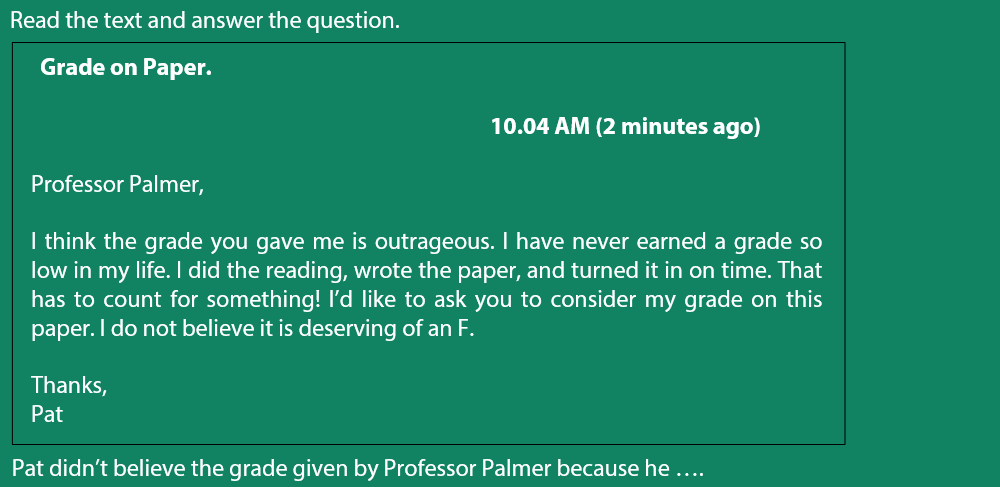 Read the text and answer the question.
Grade on Paper.
10.04 AM (2 minutes ago)
Professor Palmer,
I think the grade you gave me is outrageous. I have never earned a grade so
low in my life. I did the reading, wrote the paper, and turned it in on time. That
has to count for something! I’d like to ask you to consider my grade on this
paper. I do not believe it is deserving of an F.
Thanks,
Pat
Pat didn’t believe the grade given by Professor Palmer because he ….